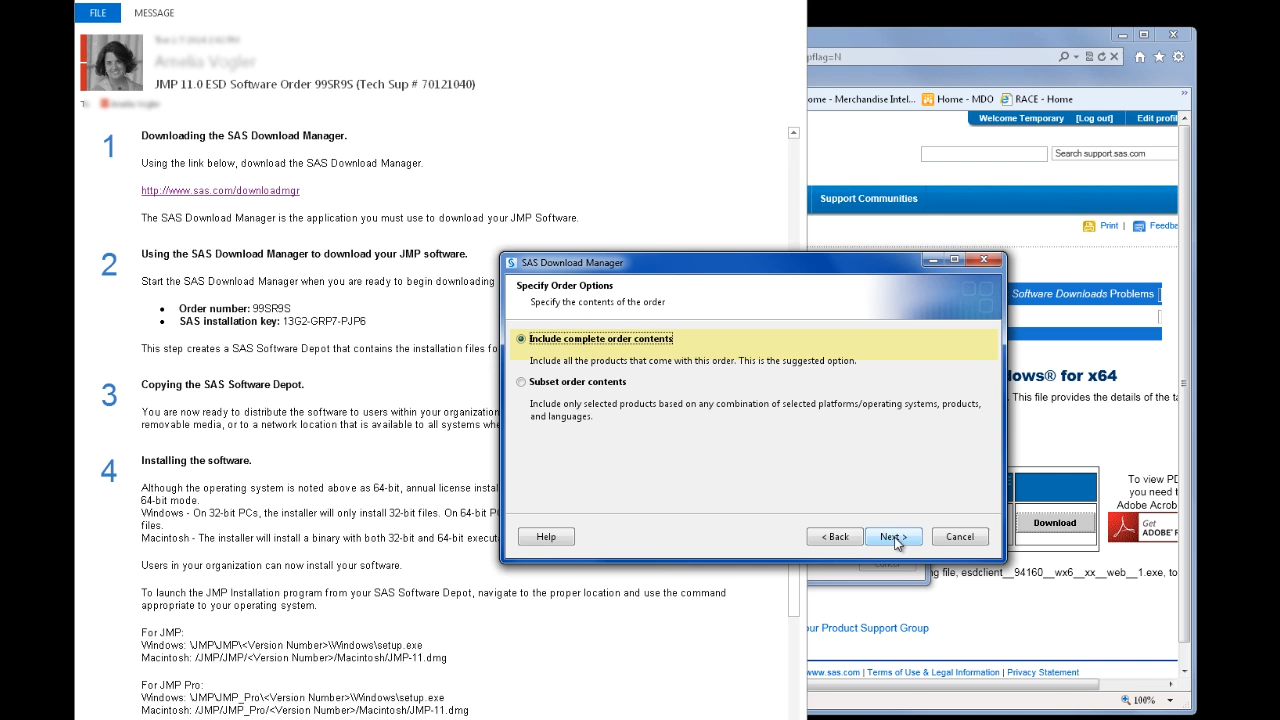 FILE
MESSAGE
JMP 11.0 ESD Software Order 99SR9S (Tech Sup # 70121040)
1
Downloading the SAS Download Manager.
Using the link below, download the SAS Download Manager.
http://www.sas.com/downloadmgr
The SAS Download Manager is the application you must use to download your JMP Software.
2
Using the SAS Download Manager to download your JMP software.
Start the SAS Download Manager when you are ready to begin downloading
Order number: 99SR9S
SAS installation key: 13G2-GRP7-PJP6
This step creates a SAS Software Depot that contains the installation files fo
3
Copying the SAS Software Depot.
You are now ready to distribute the software to users within your organization
removable media, or to a network location that is available to all systems whe
4
Installing the software.
Although the operating system is noted above as 64-bit, annual license instal
64-bit mode.
Windows - On 32-bit PCs, the installer will only install 32-bit files. On 64-bit PC
files.
Macintosh - The installer will install a binary with both 32-bit and 64-bit execut
Users in your organization can now install your software.
To launch the JMP Installation program from your SAS Software Depot, navigate to the proper location and use the command
appropriate to your operating system.
For JMP:
Windows: \JMP\JMP\<Version Number>\Windows\setup.exe
Macintosh: /JMP/JMP/<Version Number>/Macintosh/JMP-11.dmg
For JMP Pro:
Windows: \JMP\JMP_Pro\<Version Number>\Windows\setup.exe
Macintosh: /JMP/JMP_Pro/<Version Number>/Macintosh/JMP-11.dmg
SAS Download Manager
Specify Order Options
Specify the contents of the order
Include complete order contents
Include all the products that come with this order. This is the suggested option.
Subset order contents
Include only selected products based on any combination of selected platforms/operating systems, products,
and languages.
Help
< Back
Next >
Cancel
pflag=N
ome - Merchandise Intel...
Home - MDO
RACE - Home
Welcome Temporary
[Log out]
Edit profil
Search support.sas.com
Support Communities
Print |
Feedba
Software Downloads Problems
dows® for x64
This file provides the details of the ta
Download
To view PD
you need t
Adobe Acrob
Get
ADOBE® R
ng file, esdclient__94160__wx6__xx__web__1.exe, to
our Product Support Group
www.sas.com | Terms of Use & Legal Information | Privacy Statement
100%